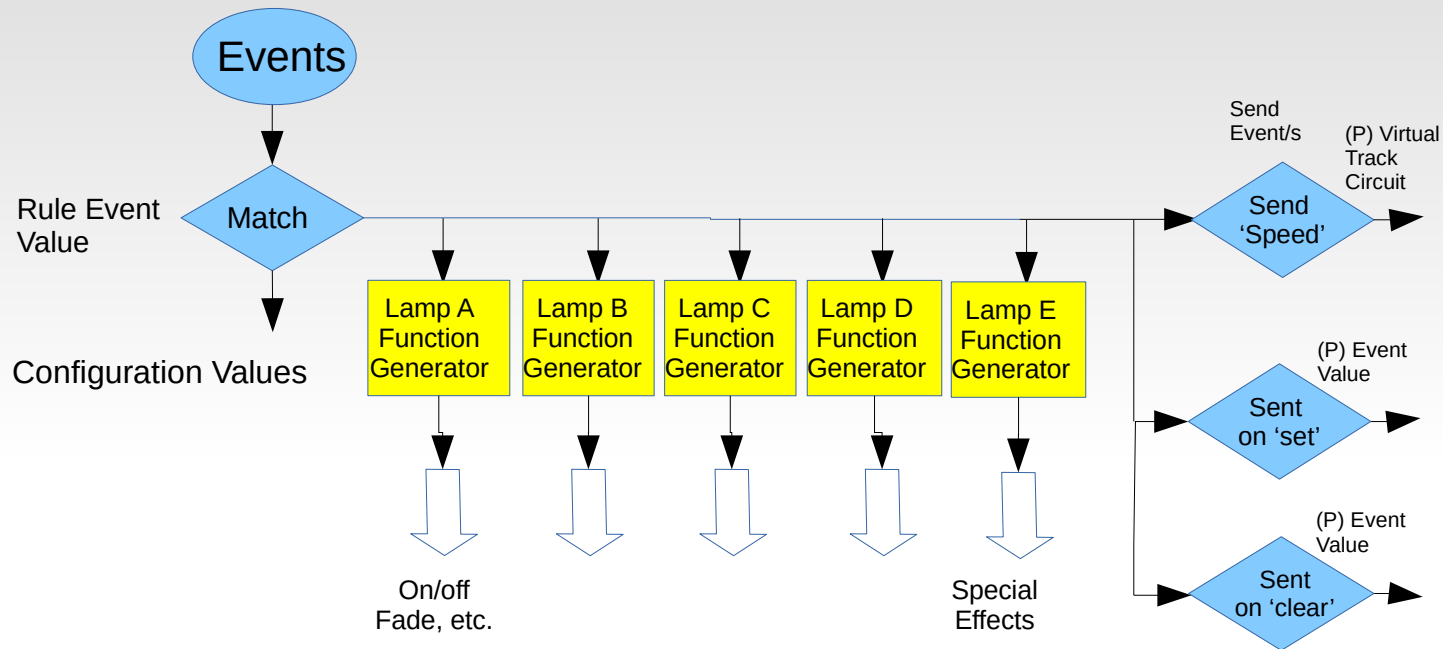 Events
Send
Event/s
(P) Virtual
Track
Circuit
Rule Event
Value
Match
Send
‘Speed’
Lamp A
Function
Generator
Lamp B
Function
Generator
Lamp C
Function
Generator
Lamp D
Function
Generator
Lamp E
Function
Generator
Configuration Values
(P) Event
Value
Sent
on ‘set’
(P) Event
Value
Sent
on ‘clear’
On/off
Fade, etc.
Special
Effects